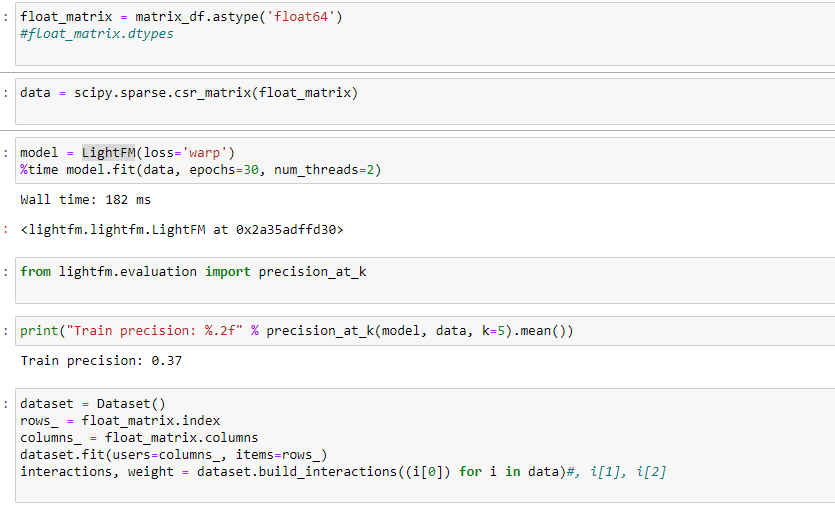 : float_matrix = matrix_df.astype('float64')
#float_matrix.dtypes
: data = scipy.sparse.csr_matrix(float_matrix)
: model = LightFM(loss='warp')
%time model.fit(data, epochs=30, num_threads=2)
Wall time: 182 ms
: <lightfm.lightfm.LightFM at 0x2a35adffd30>
: from lightfm.evaluation import precision_at_k
: print("Train precision: %.2f" % precision_at_k(model, data, k=5).mean())
Train precision: 0.37
: dataset = Dataset()
rows_ = float_matrix.index
columns_ = float_matrix.columns
dataset.fit(users=columns_, items=rows_)
interactions, weight = dataset.build_interactions((i[0]) for i in data)#, i[1], i[2]